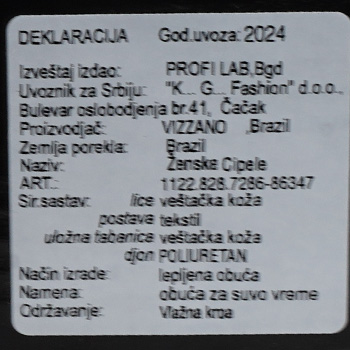 DEKLARACIJA God.uvoza: 2024
Izveštaj izdao: PROFI LAB,Bgd
Uvoznik za Srbiju: "K... G... Fashion" d.o.o.,
Bulevar oslobodjenja br.41, Čačak
Proizvodjač: VIZZANO ,Brazil
Zemlja porekla: Brazil
Naziv: Ženske Cipele
ART.: 1122.828.7286-86347
Sir.sastav: lice veštačka koža
postava tekstil
uložna tabanica veštačka koža
djon POLIURETAN
Način izrade: lepljena obuća
Namena: obuća za suvo vreme
Održavanje: Vlažna krpa